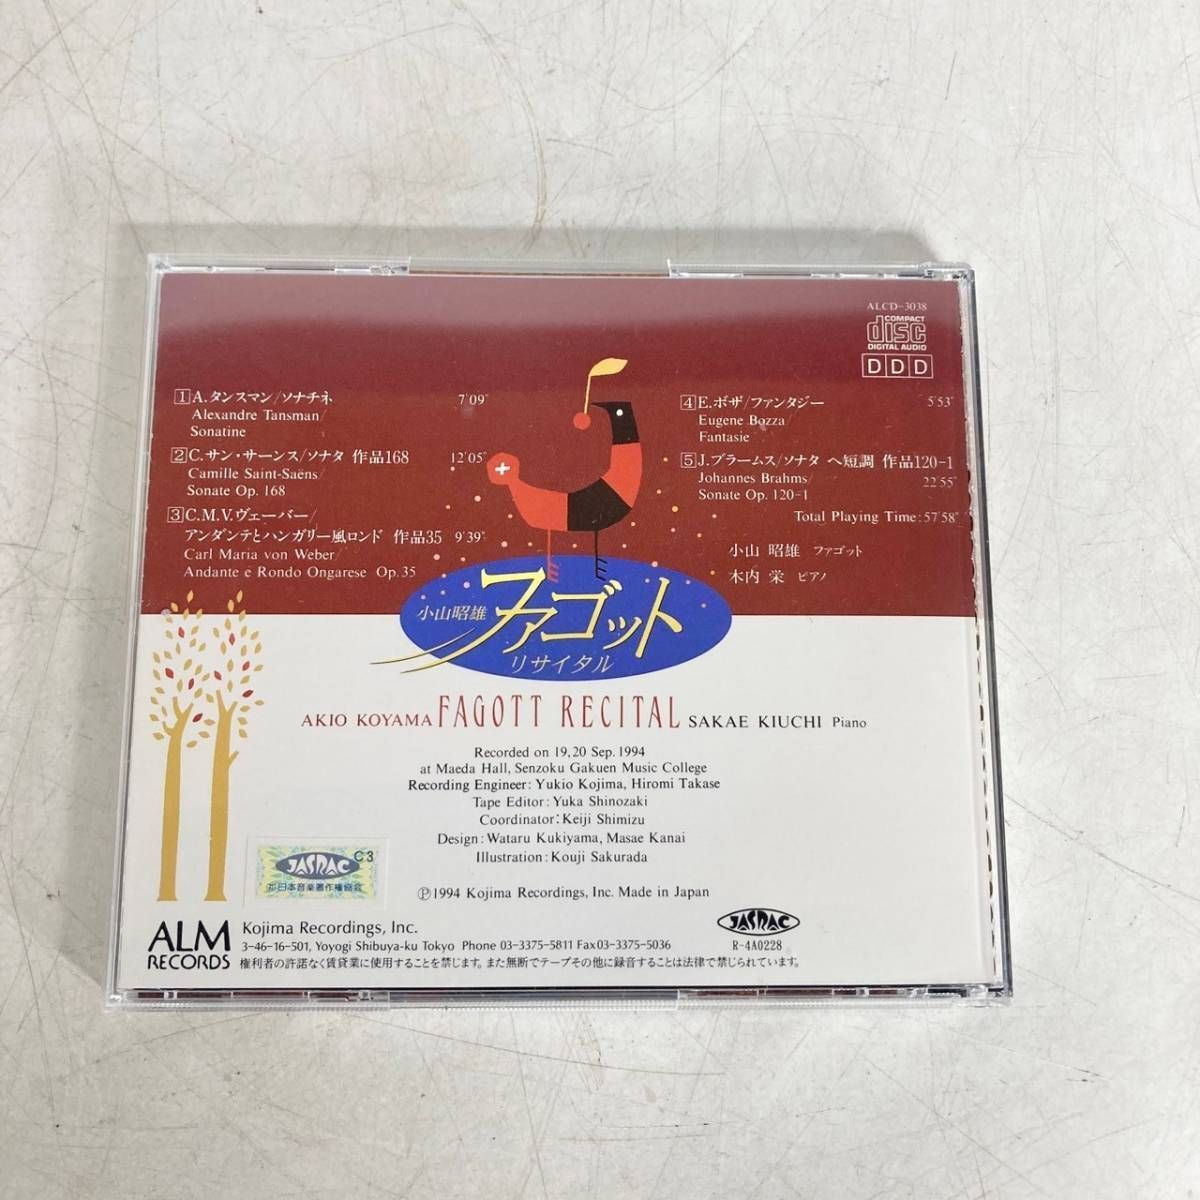 ALCD-3038
COMPACT
disc
DIGITAL AUDIO
DDD
1 A.タンスマン/ソナチネ 7'09"
Alexandre Tansman/
Sonatine
2 C.サン・サーンス/ソナタ 作品168 12'05"
Camille Saint-Saëns/
Sonate Op. 168
3 C.M.V.ヴェーバー/
アンダンテとハンガリー風ロンド 作品35 9'39"
Carl Maria von Weber/
Andante e Rondo Ongarese Op.35
4 E.ボザ/ファンタジー 5'53"
Eugene Bozza/
Fantasie
5 J.ブラームス/ソナタ ヘ短調 作品120-1
Johannes Brahms/ 22'55"
Sonate Op. 120-1
Total Playing Time: 57'58"
小山 昭雄 ファゴット
木内 栄 ピアノ
小山昭雄 ファゴット
リサイタル
AKIO KOYAMA FAGOTT RECITAL SAKAE KIUCHI Piano
Recorded on 19,20 Sep. 1994
at Maeda Hall, Senzoku Gakuen Music College
Recording Engineer: Yukio Kojima, Hiromi Takase
Tape Editor: Yuka Shinozaki
Coordinator: Keiji Shimizu
Design: Wataru Kukiyama, Masae Kanai
Illustration: Kouji Sakurada
JASRAC C3
㈳日本音楽著作権協会
Ⓟ1994 Kojima Recordings, Inc. Made in Japan
ALM
RECORDS
Kojima Recordings, Inc.
3-46-16-501, Yoyogi Shibuya-ku Tokyo Phone 03-3375-5811 Fax03-3375-5036
権利者の許諾なく賃貸業に使用することを禁じます。また無断でテープその他に録音することは法律で禁じられています。
JASRAC
R-4A0228